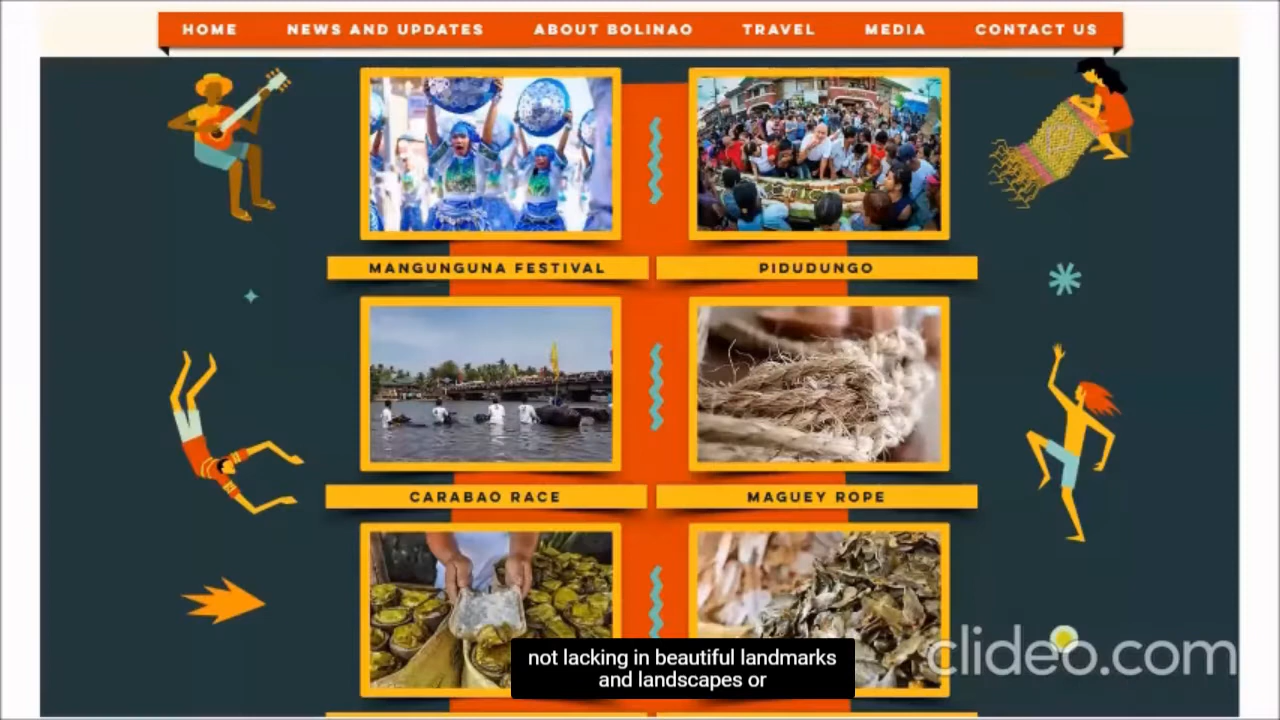 HOME NEWS AND UPDATES ABOUT BOLINAO TRAVEL MEDIA CONTACT US
MANGUNGUNA FESTIVAL PIDUDUNGO
CARABAO RACE MAGUEY ROPE
not lacking in beautiful landmarks
and landscapes or
clideo.com